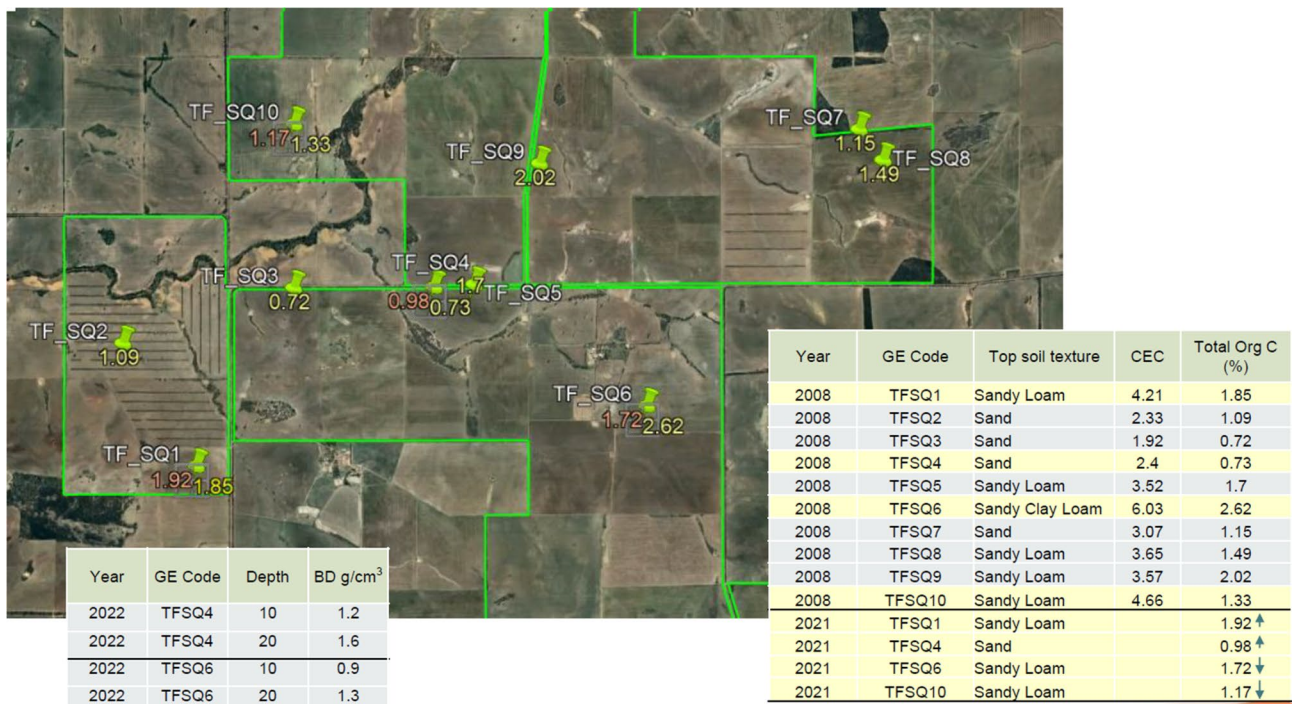 TF_SQ10
1.17 1.33
TF_SQ9
2.02
TF_SQ7
1.15
TF_SQ8
1.49
TF_SQ3
0.72
TF_SQ4
0.98 0.73
1.7
TF_SQ5
TF_SQ2
1.09
TF_SQ6
1.72 2.62
TF_SQ1
1.92 1.85
Year GE Code Depth BD g/cm³
2022 TFSQ4 10 1.2
2022 TFSQ4 20 1.6
2022 TFSQ6 10 0.9
2022 TFSQ6 20 1.3
Year GE Code Top soil texture CEC Total Org C (%)
2008 TFSQ1 Sandy Loam 4.21 1.85
2008 TFSQ2 Sand 2.33 1.09
2008 TFSQ3 Sand 1.92 0.72
2008 TFSQ4 Sand 2.4 0.73
2008 TFSQ5 Sandy Loam 3.52 1.7
2008 TFSQ6 Sandy Clay Loam 6.03 2.62
2008 TFSQ7 Sand 3.07 1.15
2008 TFSQ8 Sandy Loam 3.65 1.49
2008 TFSQ9 Sandy Loam 3.57 2.02
2008 TFSQ10 Sandy Loam 4.66 1.33
2021 TFSQ1 Sandy Loam 1.92
2021 TFSQ4 Sand 0.98
2021 TFSQ6 Sandy Loam 1.72
2021 TFSQ10 Sandy Loam 1.17